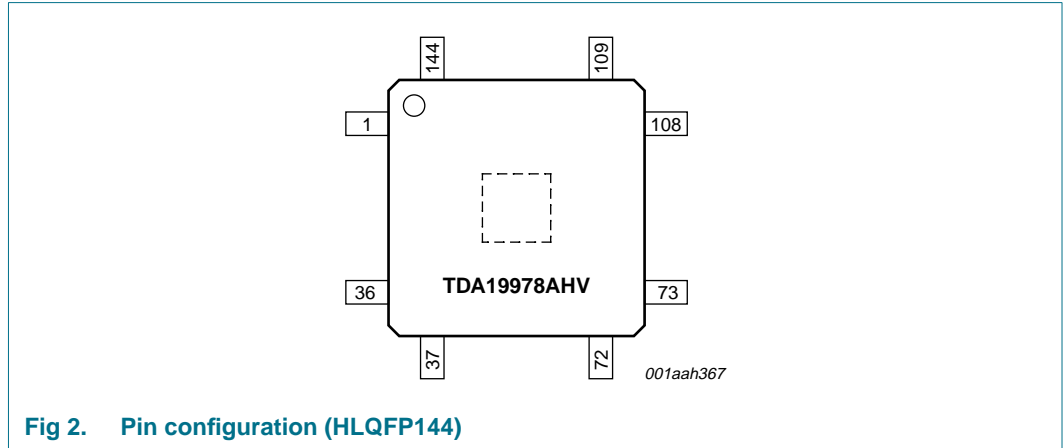 144 109
1 108
TDA19978AHV
36 73
37 72
001aah367
Fig 2. Pin configuration (HLQFP144)